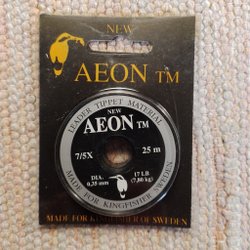 NEW
AEON TM
LEADER TIPPET MATERIAL
NEW
AEON TM
7/5X
25 m
DIA.
0,35 mm
17 LB
(7,80 kg)
MADE FOR KINGFISHER SWEDEN
MADE FOR KINGFISHER OF SWEDEN